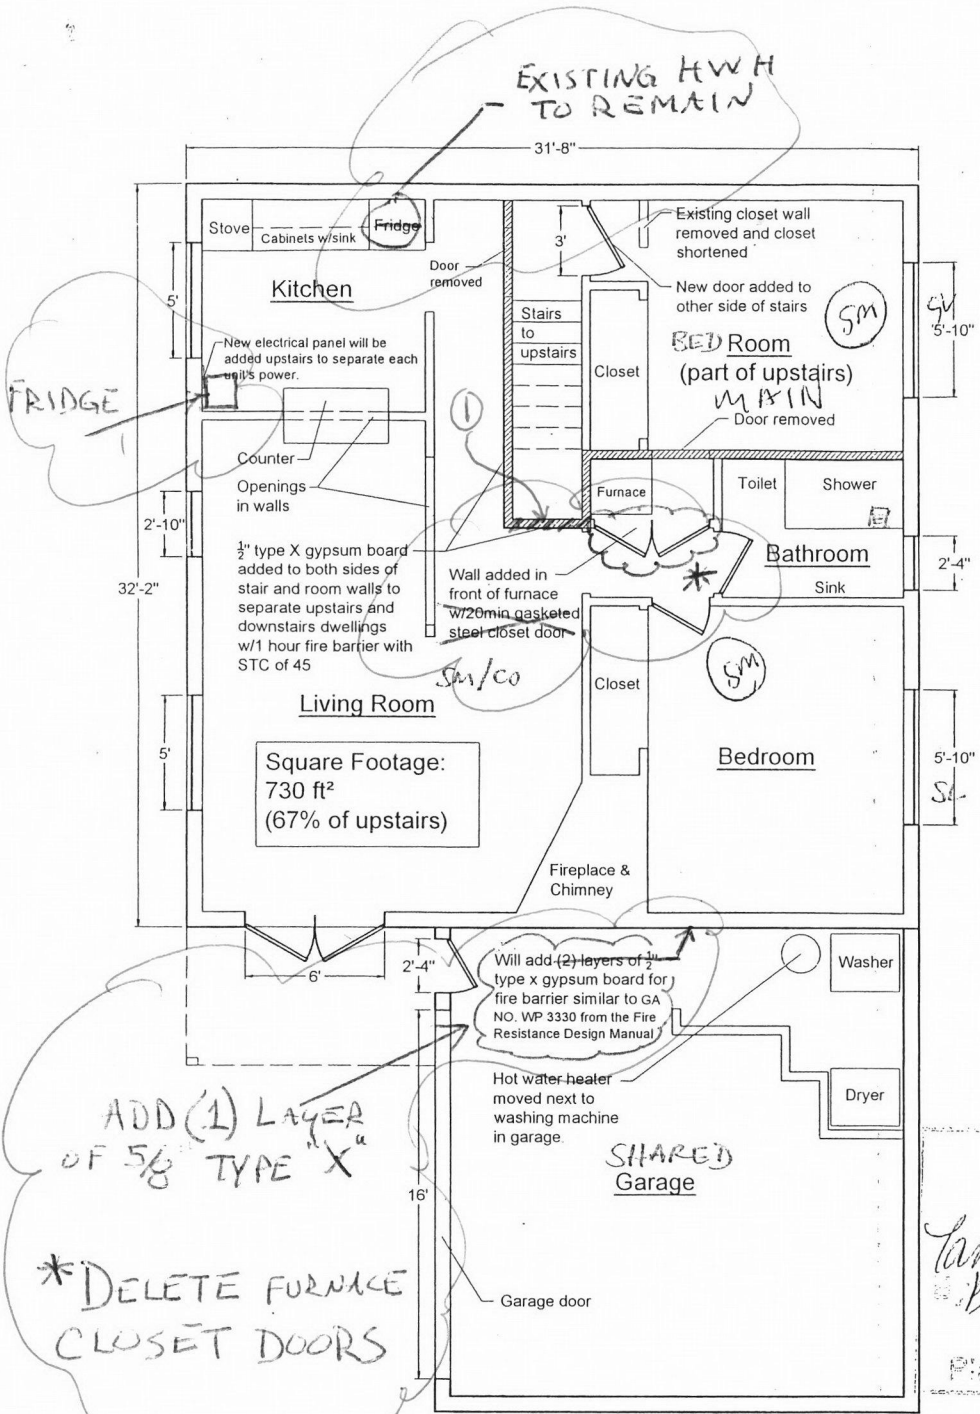 EXISTING HWH
TO REMAIN
31'-8"
Stove
Cabinets w/sink
Fridge
3'
Existing closet wall
removed and closet
shortened
Door
removed
Kitchen
5'
New door added to
other side of stairs
SM
5'-10"
Stairs
to
upstairs
New electrical panel will be
added upstairs to separate each
unit's power.
BED Room
(part of upstairs)
MAIN
Closet
FRIDGE
1
Door removed
Counter
Openings
in walls
Furnace
Toilet
Shower
2'-10"
32'-2"
½" type X gypsum board
added to both sides of
stair and room walls to
separate upstairs and
downstairs dwellings
w/1 hour fire barrier with
STC of 45
Wall added in
front of furnace
w/20min gasketed
steel closet door
*
Bathroom
Sink
2'-4"
SM/CO
SM
Closet
Living Room
5'
Bedroom
5'-10"
Square Footage:
730 ft²
(67% of upstairs)
Fireplace &
Chimney
6'
2'-4"
Will add (2) layers of ½"
type x gypsum board for
fire barrier similar to GA
NO. WP 3330 from the Fire
Resistance Design Manual
Washer
Hot water heater
moved next to
washing machine
in garage.
Dryer
ADD (1) LAYER
OF 5/8" TYPE "X"
SHARED
Garage
16'
*DELETE FURNACE
CLOSET DOORS
Garage door